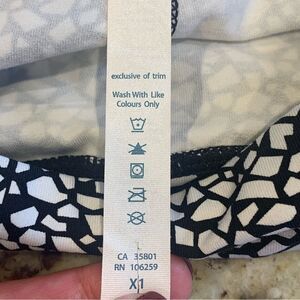 exclusive of trim
Wash With Like
Colours Only
CA 35801
RN 106259
X1